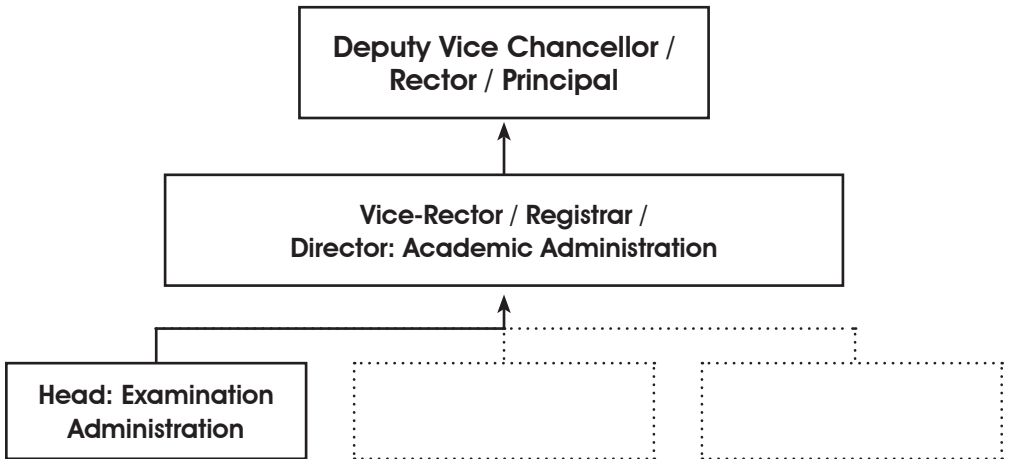 Deputy Vice Chancellor /
Rector / Principal
Vice-Rector / Registrar /
Director: Academic Administration
Head: Examination
Administration